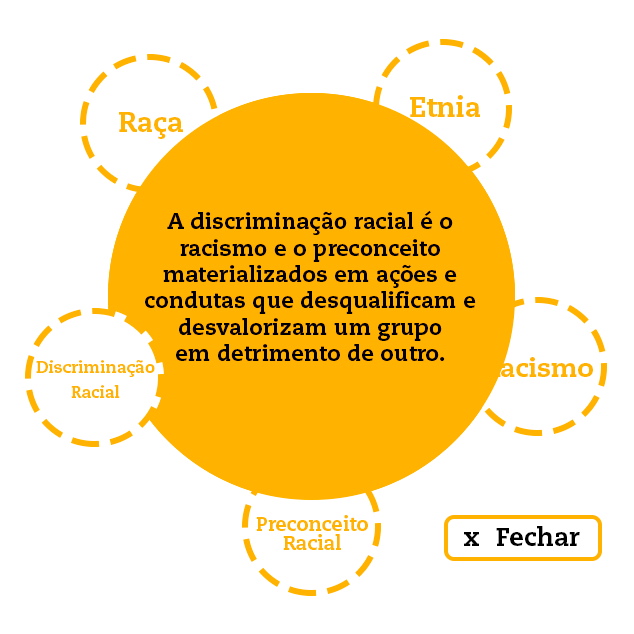 Raça
Etnia
A discriminação racial é o
racismo e o preconceito
materializados em ações e
condutas que desqualificam e
desvalorizam um grupo
em detrimento de outro.
Discriminação
Racial
acismo
Preconceito
Racial
x Fechar